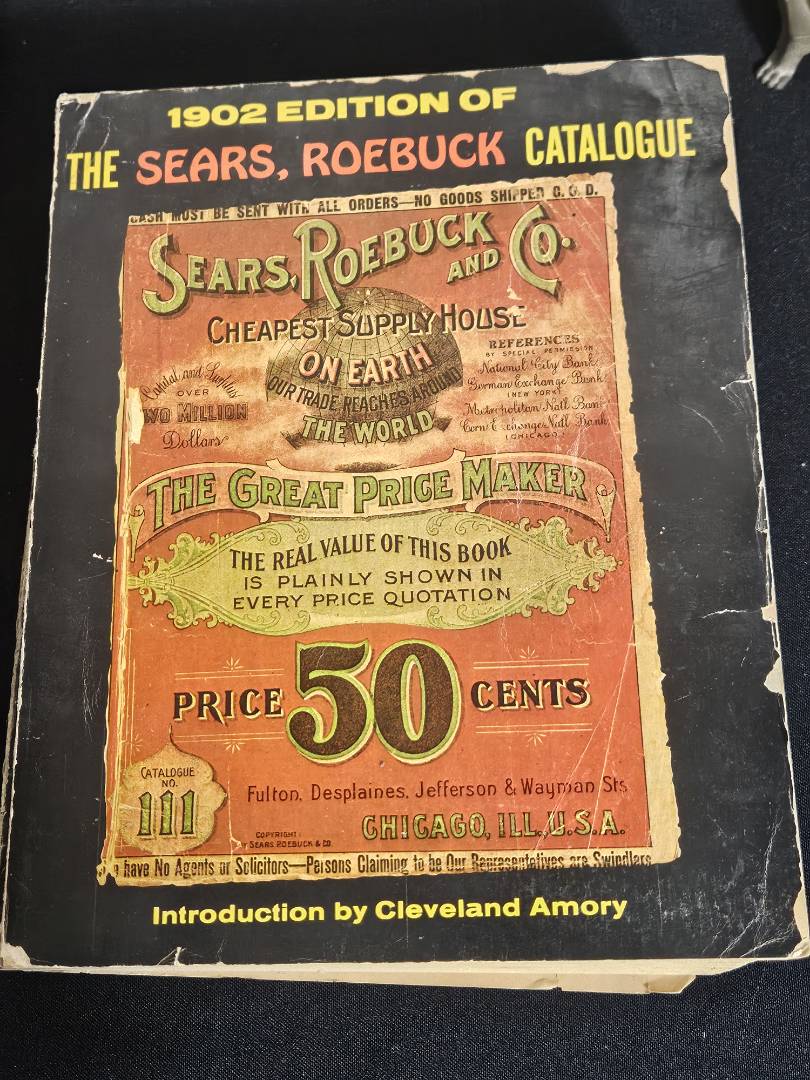 1902 EDITION OF
THE SEARS, ROEBUCK CATALOGUE
CASH MUST BE SENT WITH ALL ORDERS—NO GOODS SHIPPED C.O.D.
SEARS, ROEBUCK AND CO.
CHEAPEST SUPPLY HOUSE
ON EARTH
OUR TRADE REACHES AROUND
THE WORLD
Capital and Surplus
OVER
WO MILLION
Dollars
REFERENCES
BY SPECIAL PERMISSION
National City Bank
German Exchange Bank
(NEW YORK)
Metropolitan Natl Bank
Corn Exchange Natl Bank
(CHICAGO)
THE GREAT PRICE MAKER
THE REAL VALUE OF THIS BOOK
IS PLAINLY SHOWN IN
EVERY PRICE QUOTATION
PRICE 50 CENTS
CATALOGUE
NO.
111
Fulton, Desplaines, Jefferson & Wayman Sts
CHICAGO, ILL., U.S.A.
COPYRIGHT:
BY SEARS ROEBUCK & CO.
have No Agents or Solicitors—Persons Claiming to be Our Representatives are Swindlers
Introduction by Cleveland Amory